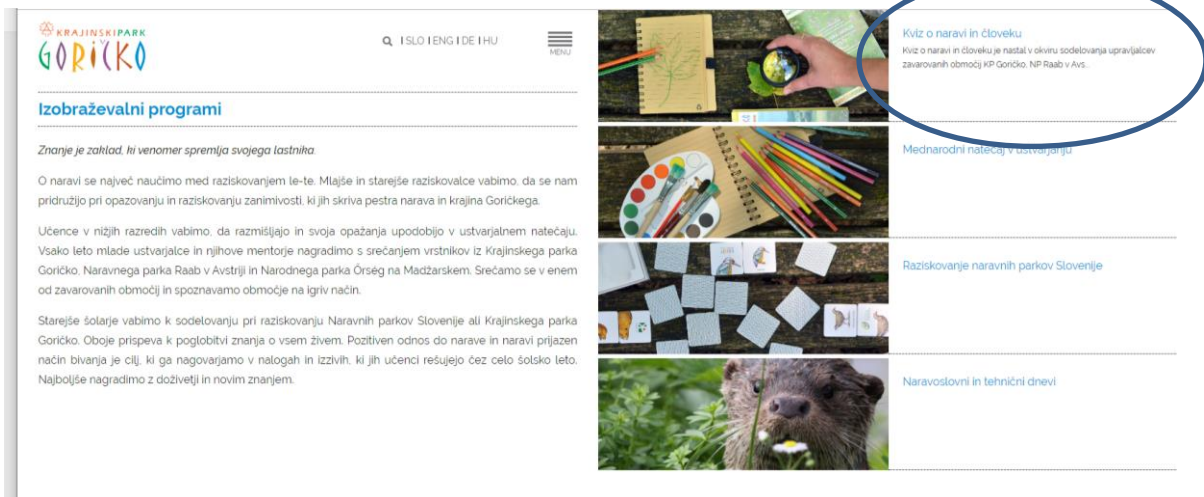 KRAJINSKIPARK
GORIČKO
I SLO I ENG I DE I HU
MENU
Izobraževalni programi
Znanje je zaklad, ki venomer spremlja svojega lastnika.
O naravi se največ naučimo med raziskovanjem le-te. Mlajše in starejše raziskovalce vabimo, da se nam
pridružijo pri opazovanju in raziskovanju zanimivosti, ki jih skriva pestra narava in krajina Goričkega.
Učence v nižjih razredih vabimo, da razmišljajo in svoja opažanja upodobijo v ustvarjalnem natečaju.
Vsako leto mlade ustvarjalce in njihove mentorje nagradimo s srečanjem vrstnikov iz Krajinskega parka
Goričko, Naravnega parka Raab v Avstriji in Narodnega parka Őrség na Madžarskem. Srečamo se v enem
od zavarovanih območij in spoznavamo območje na igriv način.
Starejše šolarje vabimo k sodelovanju pri raziskovanju Naravnih parkov Slovenije ali Krajinskega parka
Goričko. Oboje prispeva k poglobitvi znanja o vsem živem. Pozitiven odnos do narave in naravi prijazen
način bivanja je cilj, ki ga nagovarjamo v nalogah in izzivih, ki jih učenci rešujejo čez celo šolsko leto.
Najboljše nagradimo z doživetji in novim znanjem.
Kviz o naravi in človeku
Kviz o naravi in človeku je nastal v okviru sodelovanja upravljalcev
zavarovanih območij KP Goričko, NP Raab v Avs...
Mednarodni natečaj v ustvarjanju
Raziskovanje naravnih parkov Slovenije
Naravoslovni in tehnični dnevi